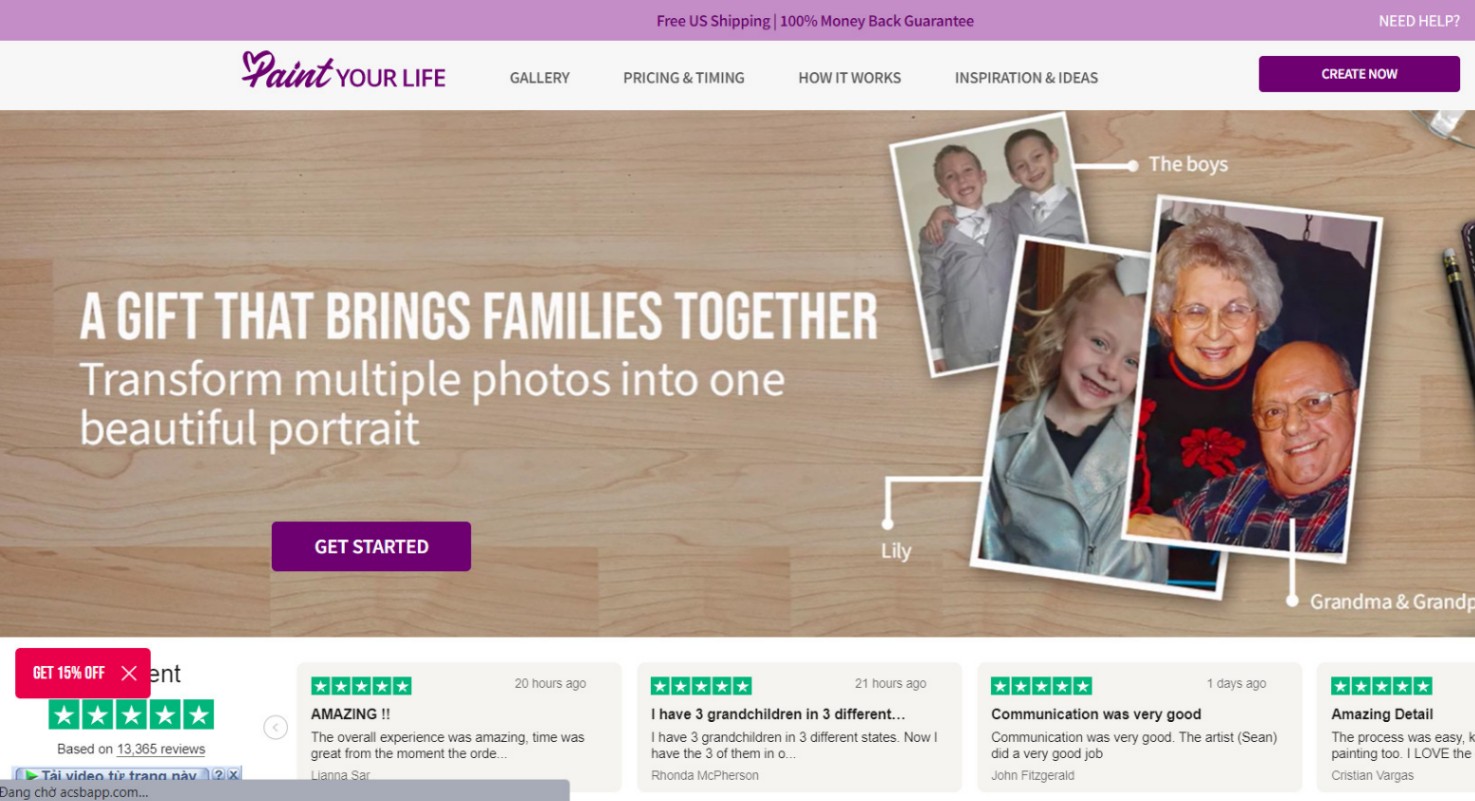 Free US Shipping | 100% Money Back Guarantee
NEED HELP?
Paint YOUR LIFE
GALLERY
PRICING & TIMING
HOW IT WORKS
INSPIRATION & IDEAS
CREATE NOW
The boys
A GIFT THAT BRINGS FAMILIES TOGETHER
Transform multiple photos into one
beautiful portrait
GET STARTED
Lily
Grandma & Grandp
GET 15% OFF
ent
Based on 13,365 reviews
Tải video từ trang này ? X
Đang chờ acsbapp.com...
20 hours ago
AMAZING !!
The overall experience was amazing, time was
great from the moment the orde...
Lianna Sar
21 hours ago
I have 3 grandchildren in 3 different...
I have 3 grandchildren in 3 different states. Now I
have the 3 of them in o...
Rhonda McPherson
1 days ago
Communication was very good
Communication was very good. The artist (Sean)
did a very good job
John Fitzgerald
Amazing Detail
The process was easy, k
painting too. I LOVE the
Cristian Vargas